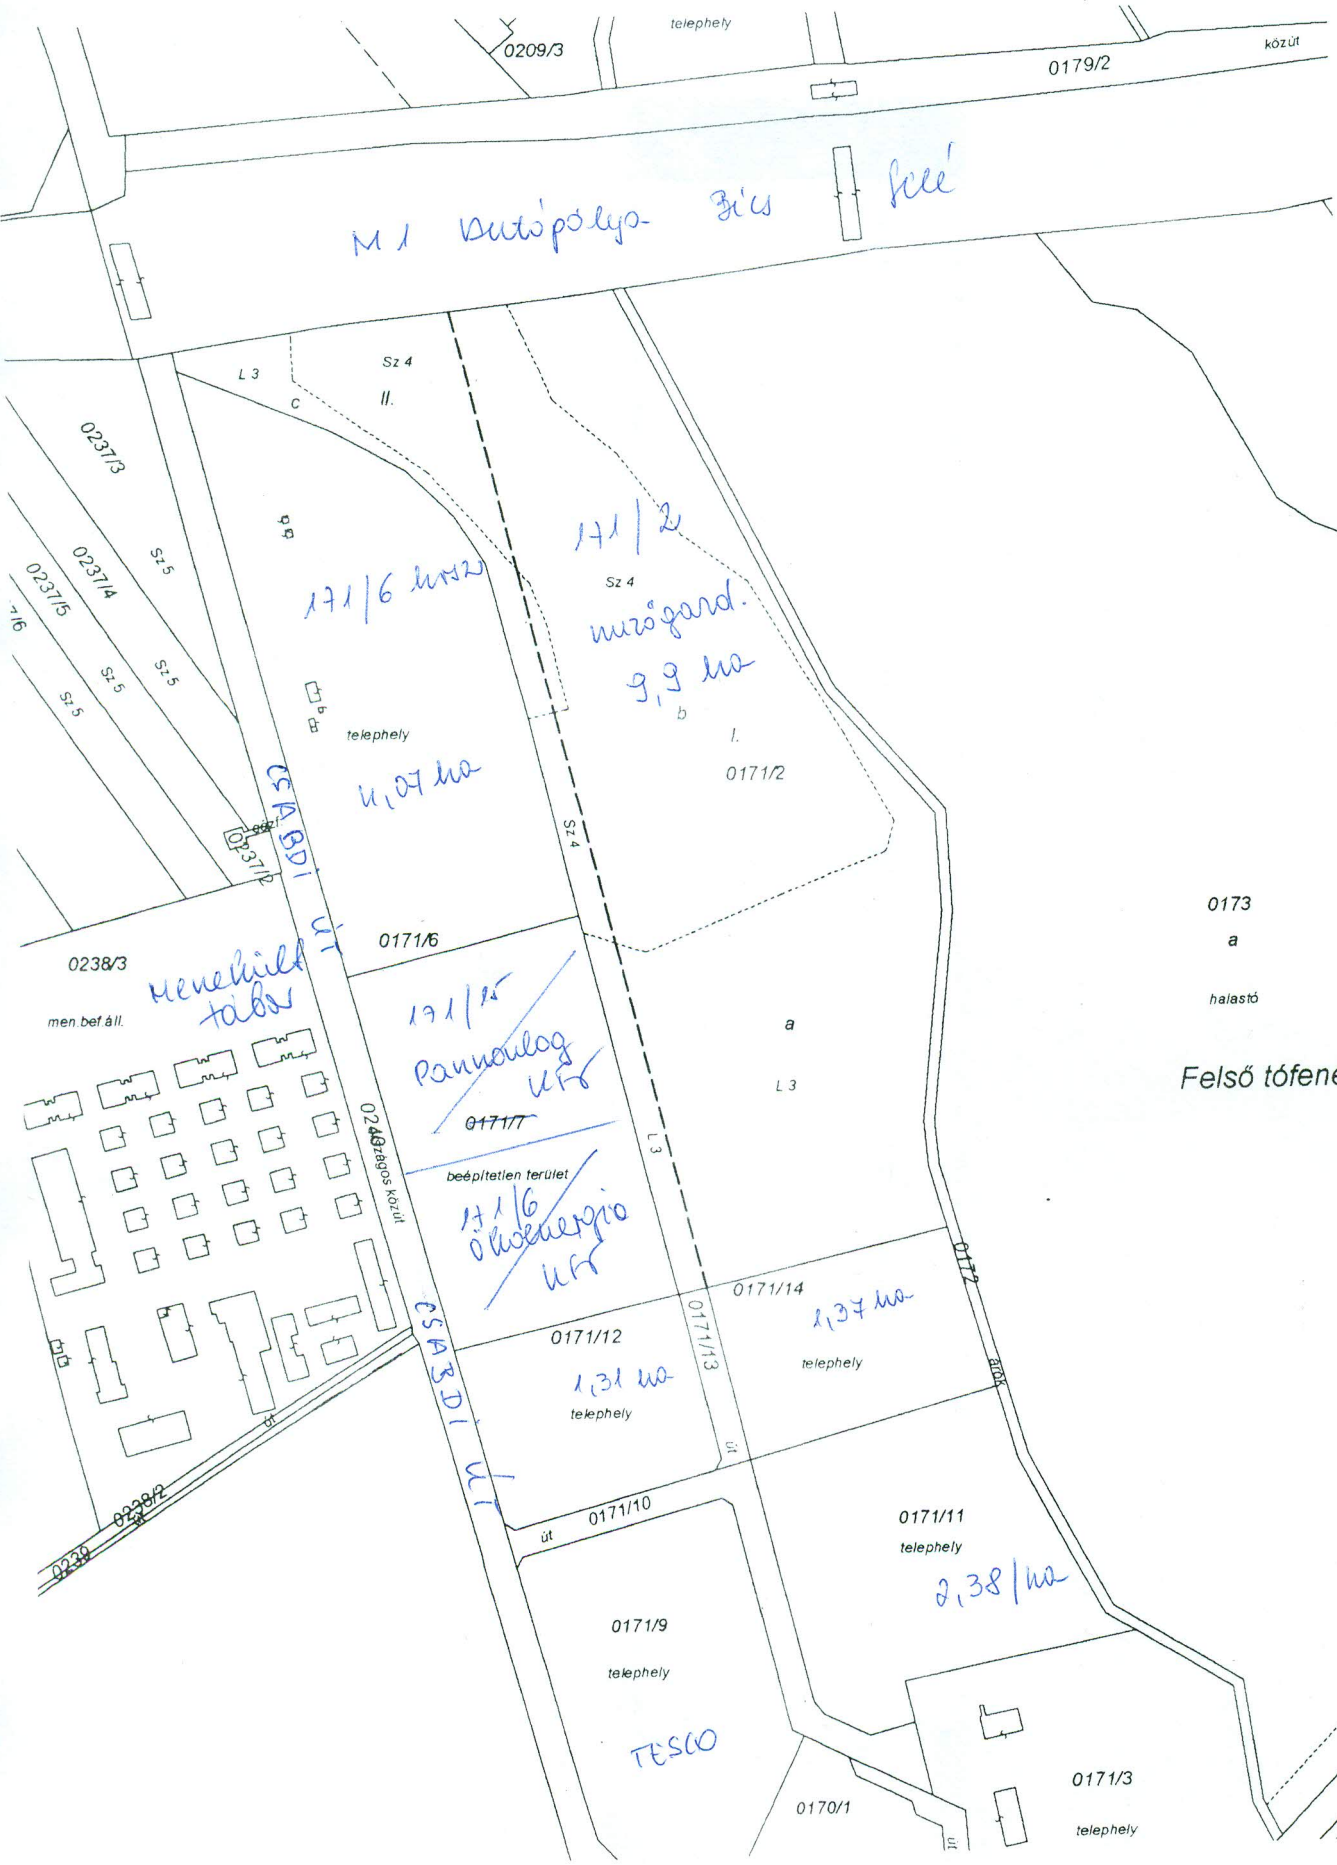 telephely
0209/3
közút
0179/2
M1 Autópálya Bécs felé
Sz 4
L 3
II.
c
0237/3
0237/4
0237/5
Sz 5
Sz 5
Sz 5
Sz 5
171/2
171/6 hrsz
Sz 4
mezőgazd.
9,9 ha
b
b
I.
telephely
0171/2
4,07 ha
CSABDI ÚT
Sz 4
0237/2
0171/6
0173
a
halastó
Felső tófene
0238/3
Menekült
tábor
men.bef.áll.
171/15
Pannonlog
Kft
0171/7
a
L 3
L 3
beépítetlen terület
171/6
Ökoenergia
Kft
országos közút
0171/14
1,37 ha
telephely
0172
árok
0171/13
0171/12
1,31 ha
telephely
út
CSABDI ÚT
út
0238/2
0239
0171/10
út
0171/11
telephely
2,38/ha
0171/9
telephely
TESCO
0170/1
0171/3
telephely
út